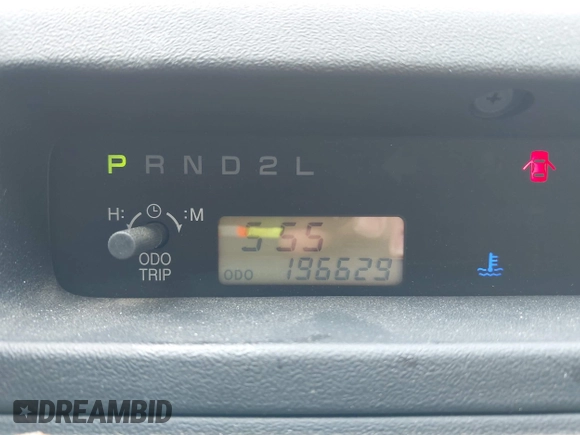 P R N D 2 L
H: :M
ODO
TRIP
5 55
ODO 196629
DREAMBID